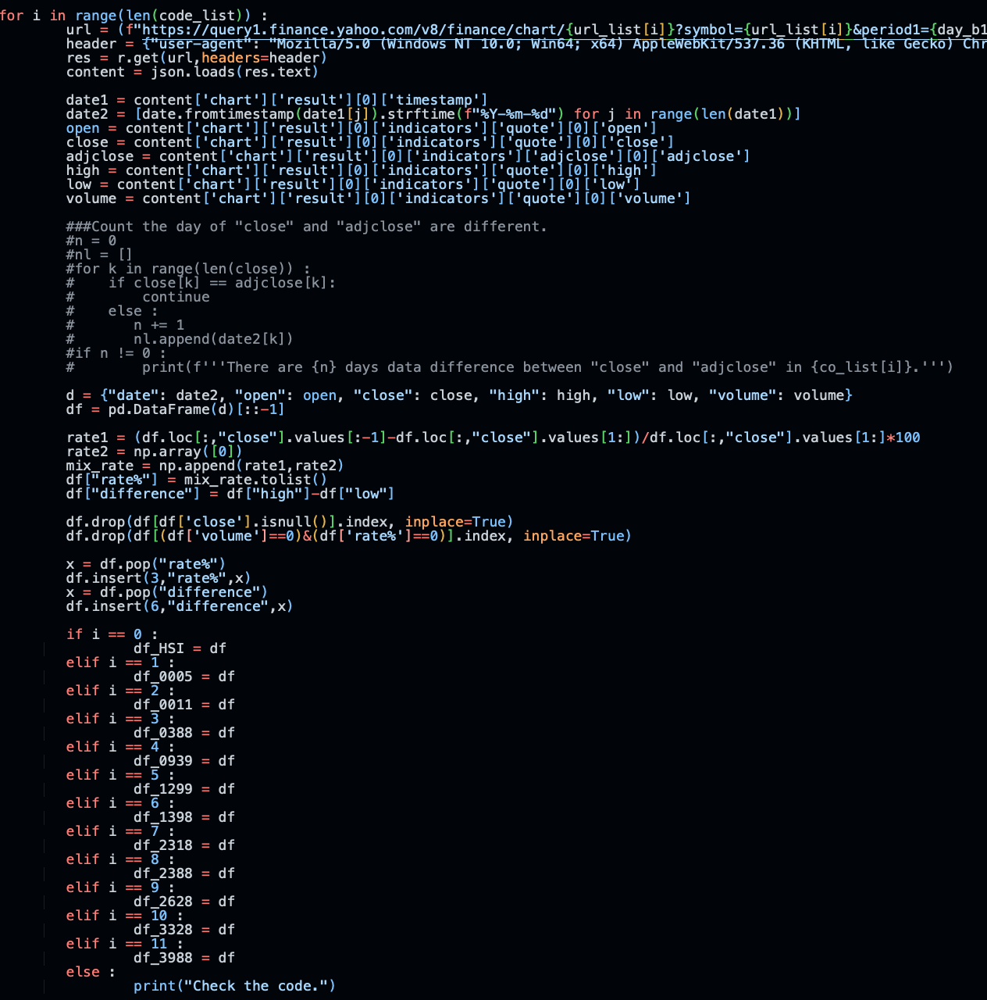 for i in range(len(code_list)) :
        url = (f"https://query1.finance.yahoo.com/v8/finance/chart/{url_list[i]}?symbol={url_list[i]}&period1={day_b1
        header = {"user-agent": "Mozilla/5.0 (Windows NT 10.0; Win64; x64) AppleWebKit/537.36 (KHTML, like Gecko) Chr
        res = r.get(url,headers=header)
        content = json.loads(res.text)

        date1 = content['chart']['result'][0]['timestamp']
        date2 = [date.fromtimestamp(date1[j]).strftime(f"%Y-%m-%d") for j in range(len(date1))]
        open = content['chart']['result'][0]['indicators']['quote'][0]['open']
        close = content['chart']['result'][0]['indicators']['quote'][0]['close']
        adjclose = content['chart']['result'][0]['indicators']['adjclose'][0]['adjclose']
        high = content['chart']['result'][0]['indicators']['quote'][0]['high']
        low = content['chart']['result'][0]['indicators']['quote'][0]['low']
        volume = content['chart']['result'][0]['indicators']['quote'][0]['volume']

        ###Count the day of "close" and "adjclose" are different.
        #n = 0
        #nl = []
        #for k in range(len(close)) :
        #    if close[k] == adjclose[k]:
        #        continue
        #    else :
        #       n += 1
        #       nl.append(date2[k])
        #if n != 0 :
        #        print(f'''There are {n} days data difference between "close" and "adjclose" in {co_list[i]}.''')

        d = {"date": date2, "open": open, "close": close, "high": high, "low": low, "volume": volume}
        df = pd.DataFrame(d)[::-1]

        rate1 = (df.loc[:,"close"].values[:-1]-df.loc[:,"close"].values[1:])/df.loc[:,"close"].values[1:]*100
        rate2 = np.array([0])
        mix_rate = np.append(rate1,rate2)
        df["rate%"] = mix_rate.tolist()
        df["difference"] = df["high"]-df["low"]

        df.drop(df[df['close'].isnull()].index, inplace=True)
        df.drop(df[(df['volume']==0)&(df['rate%']==0)].index, inplace=True)

        x = df.pop("rate%")
        df.insert(3,"rate%",x)
        x = df.pop("difference")
        df.insert(6,"difference",x)

        if i == 0 :
                df_HSI = df
        elif i == 1 :
                df_0005 = df
        elif i == 2 :
                df_0011 = df
        elif i == 3 :
                df_0388 = df
        elif i == 4 :
                df_0939 = df
        elif i == 5 :
                df_1299 = df
        elif i == 6 :
                df_1398 = df
        elif i == 7 :
                df_2318 = df
        elif i == 8 :
                df_2388 = df
        elif i == 9 :
                df_2628 = df
        elif i == 10 :
                df_3328 = df
        elif i == 11 :
                df_3988 = df
        else :
                print("Check the code.")